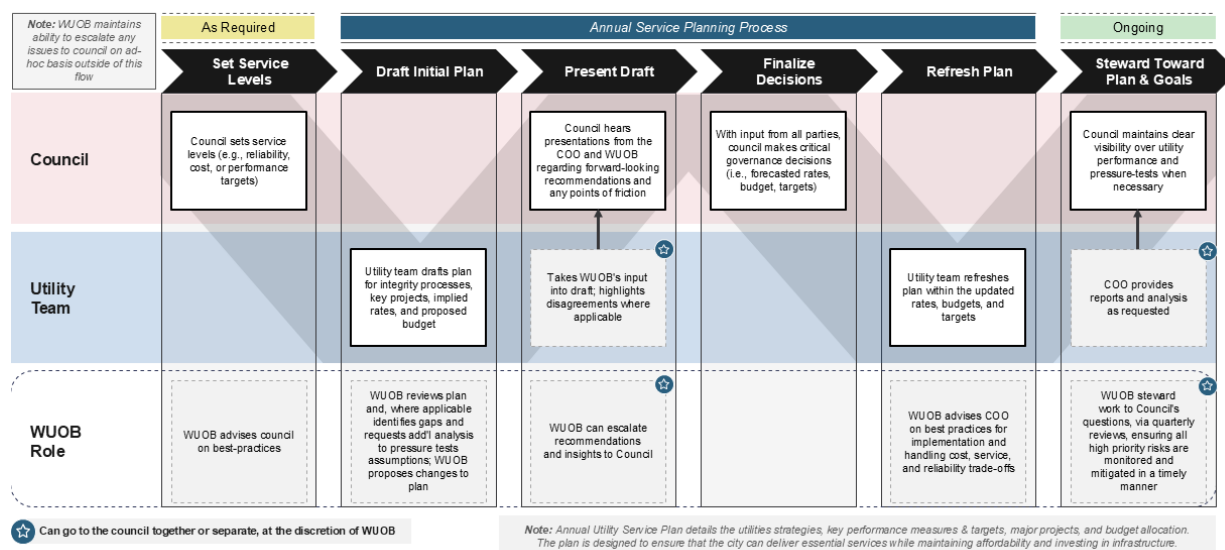 Note: WUOB maintains
ability to escalate any
issues to council on ad-
hoc basis outside of this
flow
As Required
Annual Service Planning Process
Ongoing
Set Service
Levels
Draft Initial Plan
Present Draft
Finalize
Decisions
Refresh Plan
Steward Toward
Plan & Goals
Council
Council sets service
levels (e.g., reliability,
cost, or performance
targets)
Council hears
presentations from the
COO and WUOB
regarding forward-looking
recommendations and
any points of friction
With input from all parties,
council makes critical
governance decisions
(i.e., forecasted rates,
budget, targets)
Council maintains clear
visibility over utility
performance and
pressure-tests when
necessary
Utility
Team
Utility team drafts plan
for integrity processes,
key projects, implied
rates, and proposed
budget
Takes WUOB's input
into draft; highlights
disagreements where
applicable
Utility team refreshes
plan within the updated
rates, budgets, and
targets
COO provides
reports and analysis
as requested
WUOB
Role
WUOB advises council
on best-practices
WUOB reviews plan
and, where applicable
identifies gaps and
requests add'l analysis
to pressure tests
assumptions; WUOB
proposes changes to
plan
WUOB can escalate
recommendations
and insights to Council
WUOB advises COO
on best practices for
implementation and
handling cost, service,
and reliability trade-offs
WUOB steward
work to Council's
questions, via quarterly
reviews, ensuring all
high priority risks are
monitored and
mitigated in a timely
manner
Can go to the council together or separate, at the discretion of WUOB
Note: Annual Utility Service Plan details the utilities strategies, key performance measures & targets, major projects, and budget allocation.
The plan is designed to ensure that the city can deliver essential services while maintaining affordability and investing in infrastructure.